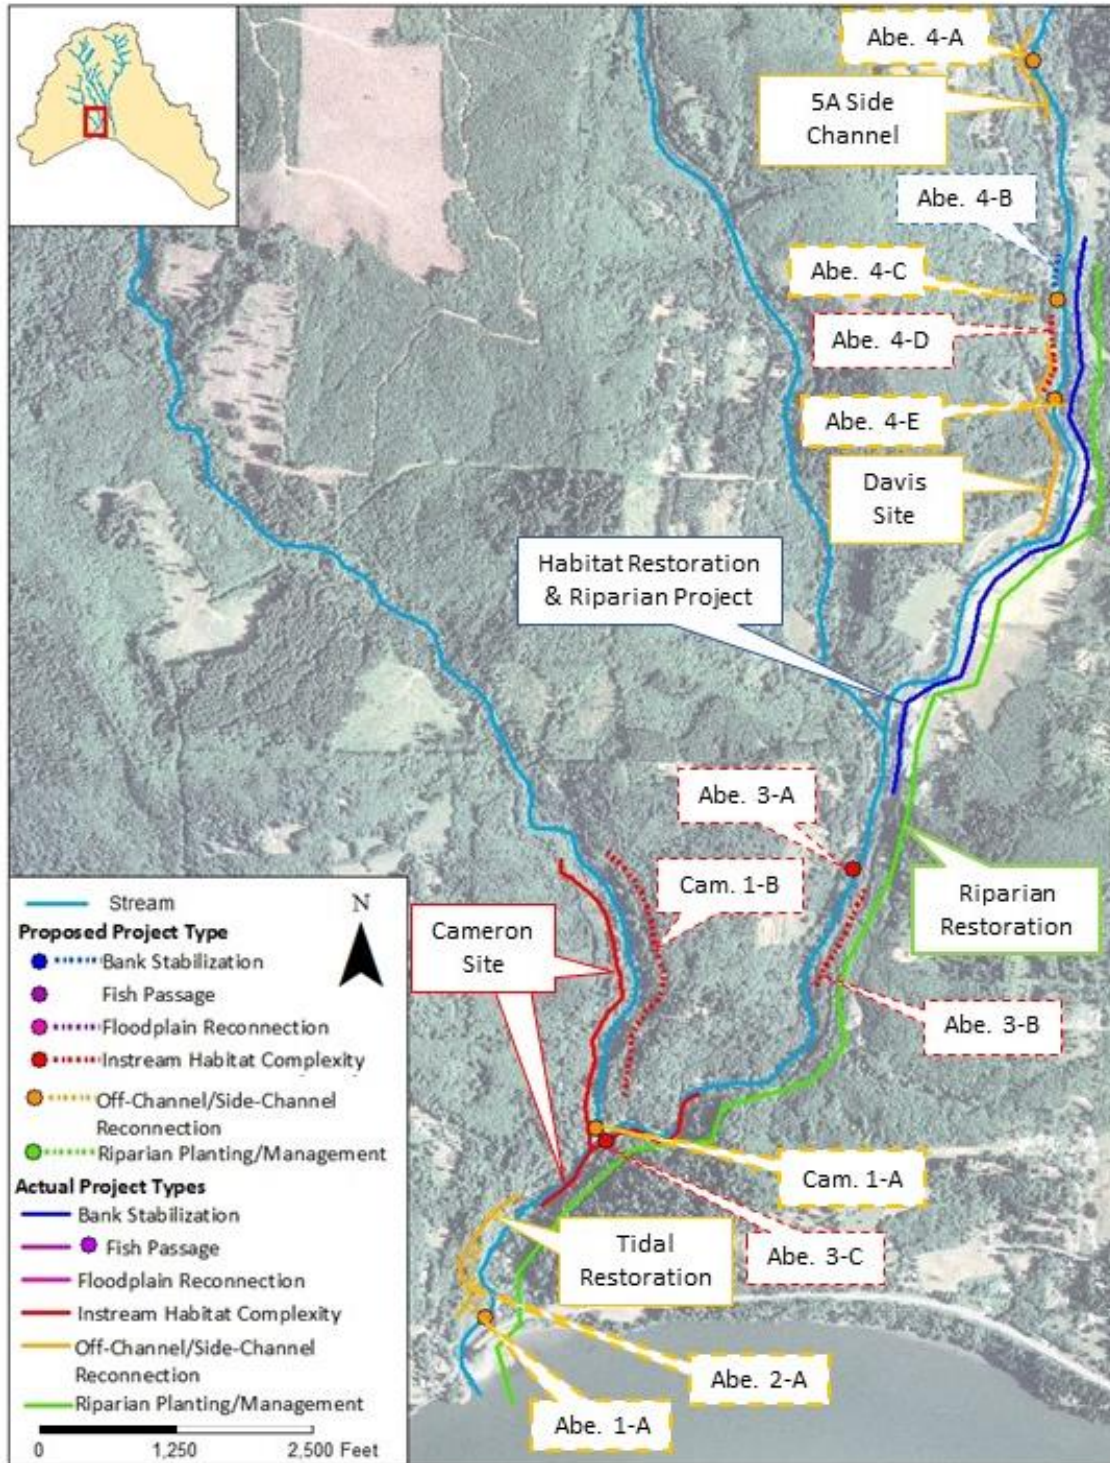 Abe. 4-A
5A Side
Channel
Abe. 4-B
Abe. 4-C
Abe. 4-D
Abe. 4-E
Davis
Site
Habitat Restoration
& Riparian Project
Abe. 3-A
Cam. 1-B
Riparian
Restoration
Cameron
Site
Abe. 3-B
Cam. 1-A
Tidal
Restoration
Abe. 3-C
Abe. 2-A
Abe. 1-A
Stream
N
Proposed Project Type
Bank Stabilization
Fish Passage
Floodplain Reconnection
Instream Habitat Complexity
Off-Channel/Side-Channel
Reconnection
Riparian Planting/Management
Actual Project Types
Bank Stabilization
Fish Passage
Floodplain Reconnection
Instream Habitat Complexity
Off-Channel/Side-Channel
Reconnection
Riparian Planting/Management
0 1,250 2,500 Feet